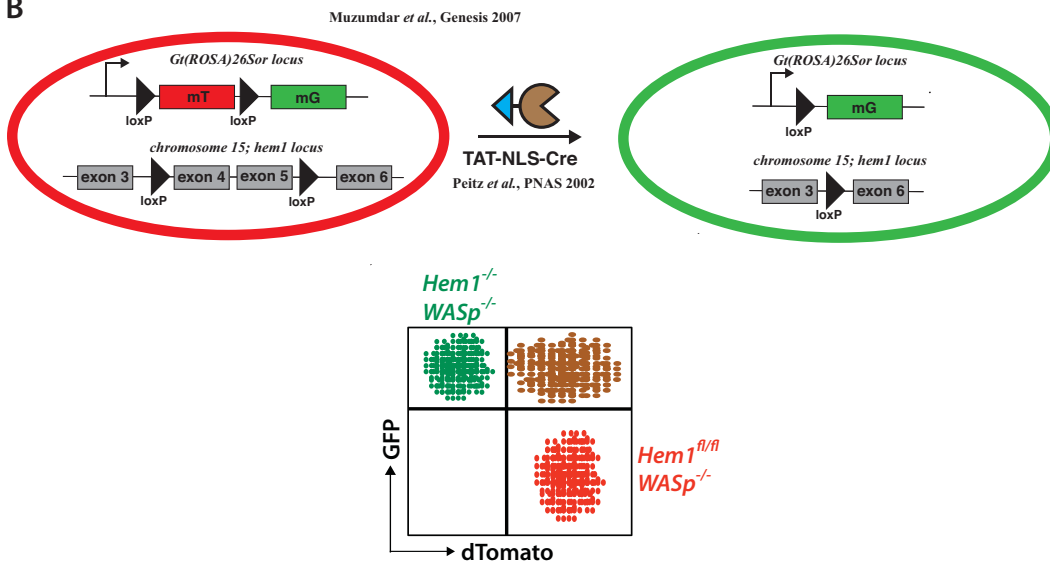 B
Muzumdar et al., Genesis 2007
Gt(ROSA)26Sor locus
mT
mG
loxP
loxP
chromosome 15; hem1 locus
exon 3
exon 4
exon 5
exon 6
loxP
loxP
TAT-NLS-Cre
Peitz et al., PNAS 2002
Gt(ROSA)26Sor locus
mG
loxP
chromosome 15; hem1 locus
exon 3
exon 6
loxP
Hem1-/-
WASp-/-
GFP
dTomato
Hem1fl/fl
WASp-/-